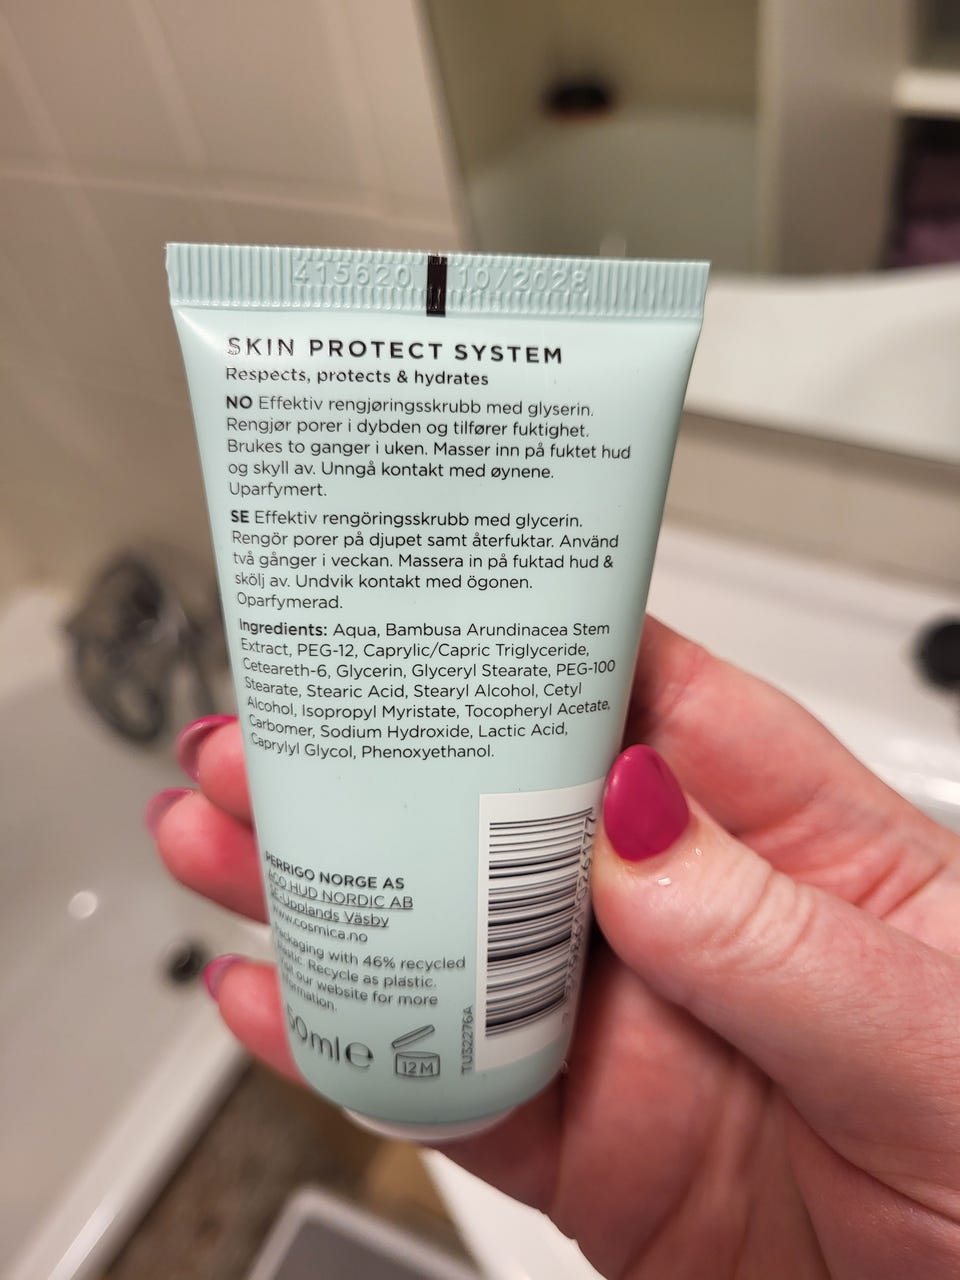 415620 10/2028
SKIN PROTECT SYSTEM
Respects, protects & hydrates
NO Effektiv rengjøringsskrubb med glyserin.
Rengjør porer i dybden og tilfører fuktighet.
Brukes to ganger i uken. Masser inn på fuktet hud
og skyll av. Unngå kontakt med øynene.
Uparfymert.
SE Effektiv rengöringsskrubb med glycerin.
Rengör porer på djupet samt återfuktar. Använd
två gånger i veckan. Massera in på fuktad hud &
skölj av. Undvik kontakt med ögonen.
Oparfymerad.
Ingredients: Aqua, Bambusa Arundinacea Stem
Extract, PEG-12, Caprylic/Capric Triglyceride,
Ceteareth-6, Glycerin, Glyceryl Stearate, PEG-100
Stearate, Stearic Acid, Stearyl Alcohol, Cetyl
Alcohol, Isopropyl Myristate, Tocopheryl Acetate,
Carbomer, Sodium Hydroxide, Lactic Acid,
Caprylyl Glycol, Phenoxyethanol.
PERRIGO NORGE AS
ACO HUD NORDIC AB
SE-Upplands Väsby
www.cosmica.no
Packaging with 46% recycled
plastic. Recycle as plastic.
our website for more
information.
50ml e
12M
TU32276A